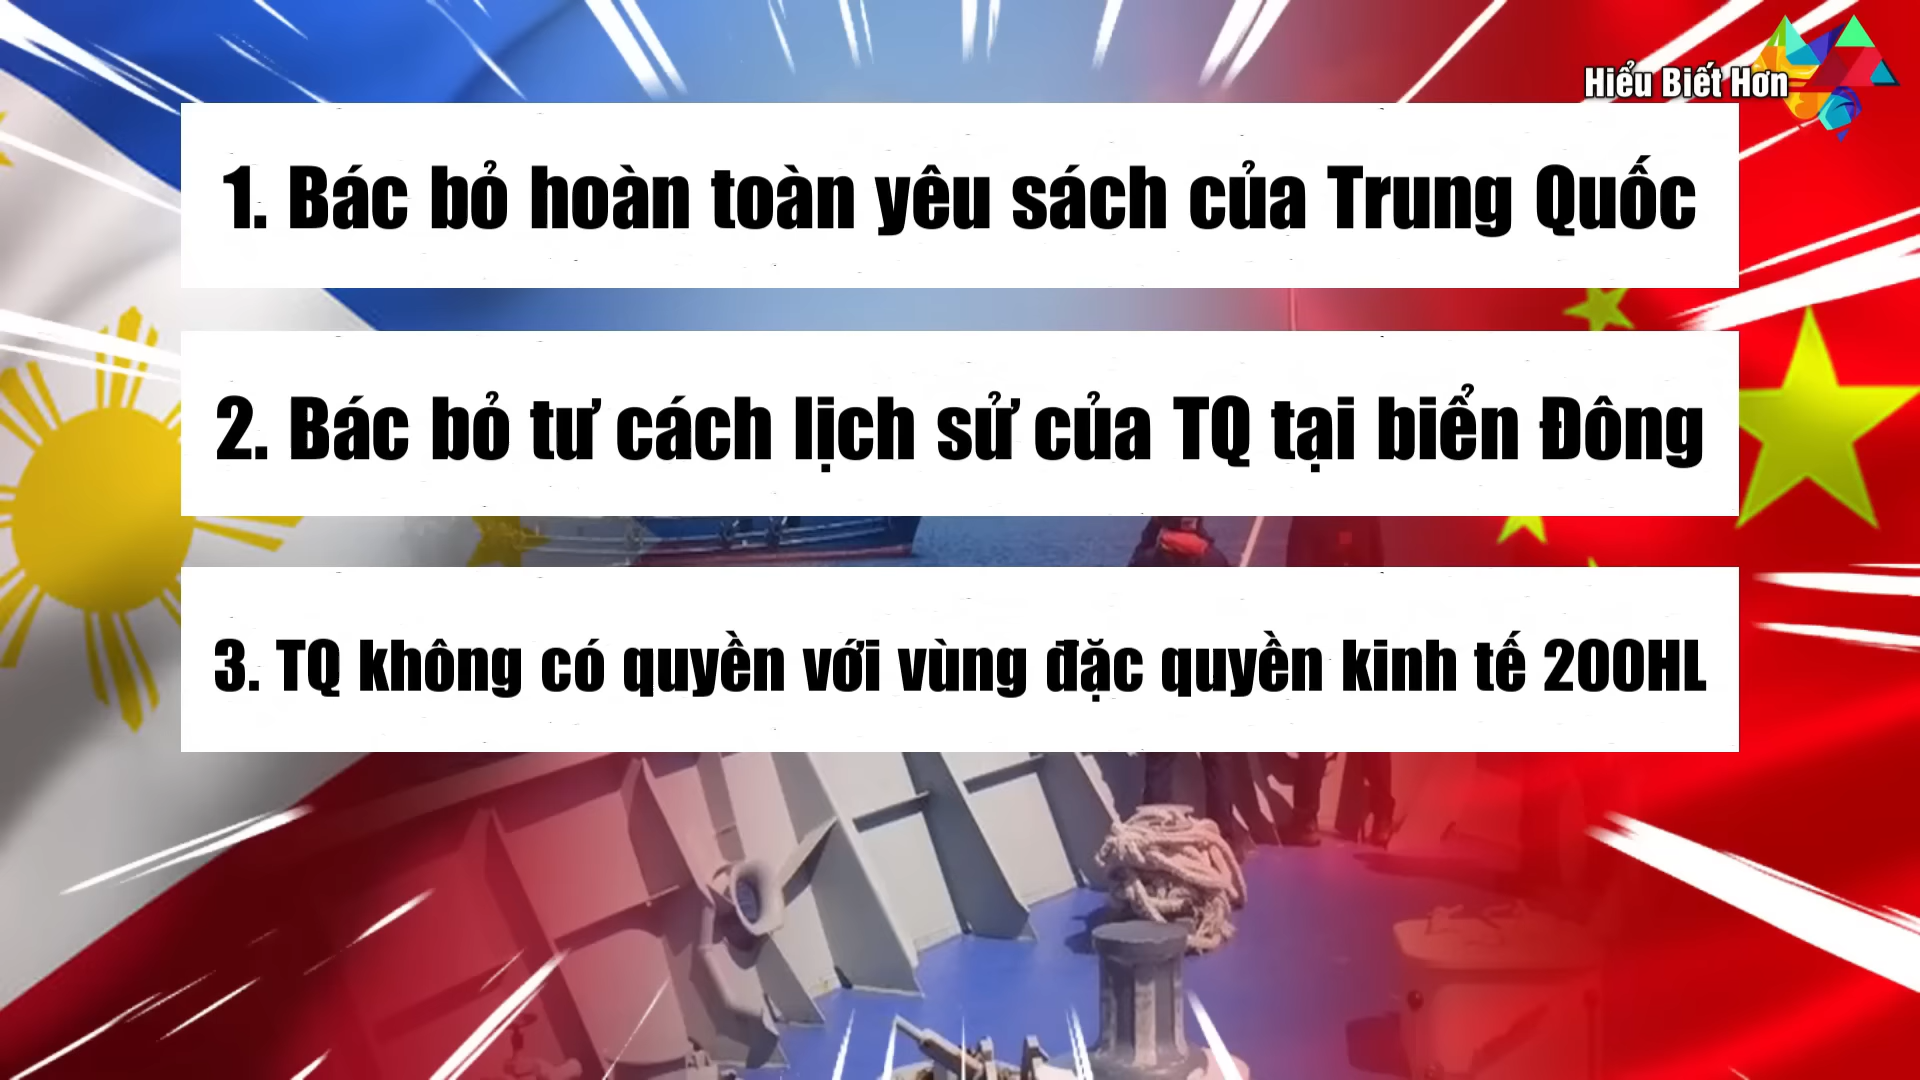 Hiểu Biết Hơn
1. Bác bỏ hoàn toàn yêu sách của Trung Quốc
2. Bác bỏ tư cách lịch sử của TQ tại biển Đông
3. TQ không có quyền với vùng đặc quyền kinh tế 200HL